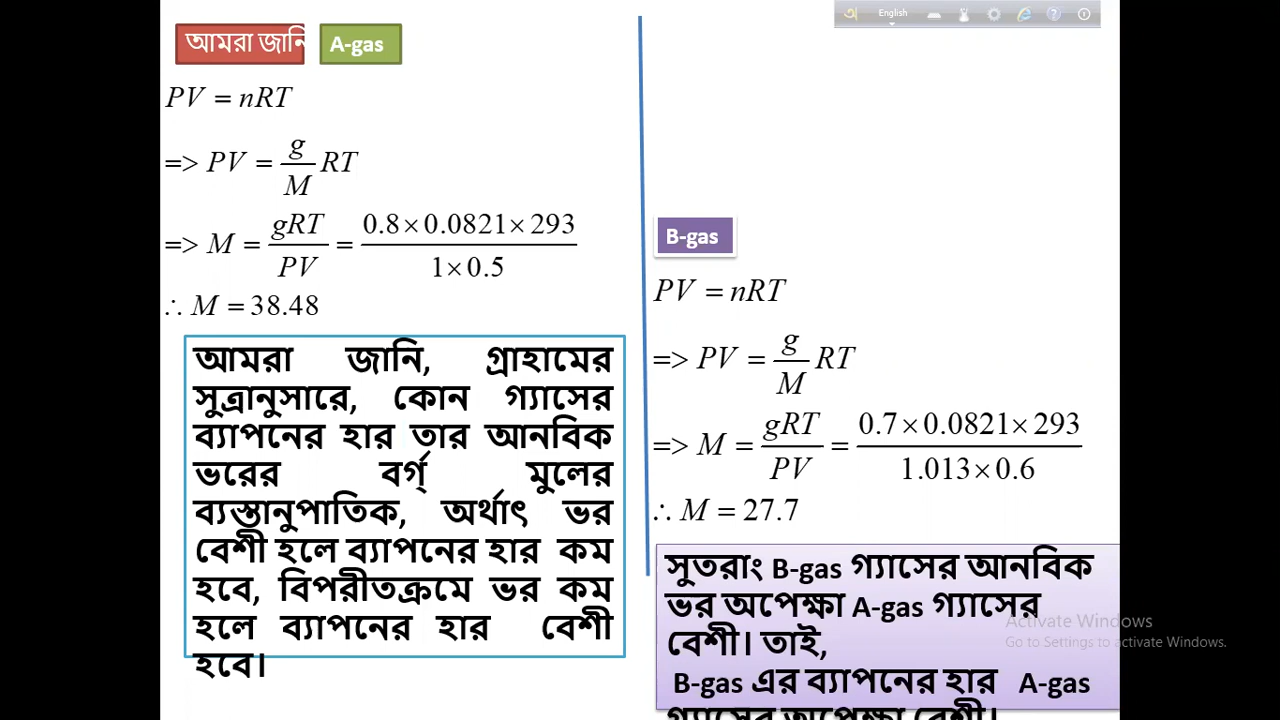 English
আমরা জানি
A-gas
PV = nRT
=> PV = g/M RT
=> M = gRT/PV = 0.8×0.0821×293/1×0.5
∴ M = 38.48
আমরা জানি, গ্রাহামের
সুত্রানুসারে, কোন গ্যাসের
ব্যাপনের হার তার আনবিক
ভরের বর্গ্ মুলের
ব্যস্তানুপাতিক, অর্থাৎ ভর
বেশী হলে ব্যাপনের হার কম
হবে, বিপরীতক্রমে ভর কম
হলে ব্যাপনের হার বেশী
হবে।
B-gas
PV = nRT
=> PV = g/M RT
=> M = gRT/PV = 0.7×0.0821×293/1.013×0.6
∴ M = 27.7
সুতরাং B-gas গ্যাসের আনবিক
ভর অপেক্ষা A-gas গ্যাসের
বেশী। তাই,
B-gas এর ব্যাপনের হার A-gas
গ্যাসের অপেক্ষা বেশী।
Activate Windows
Go to Settings to activate Windows.